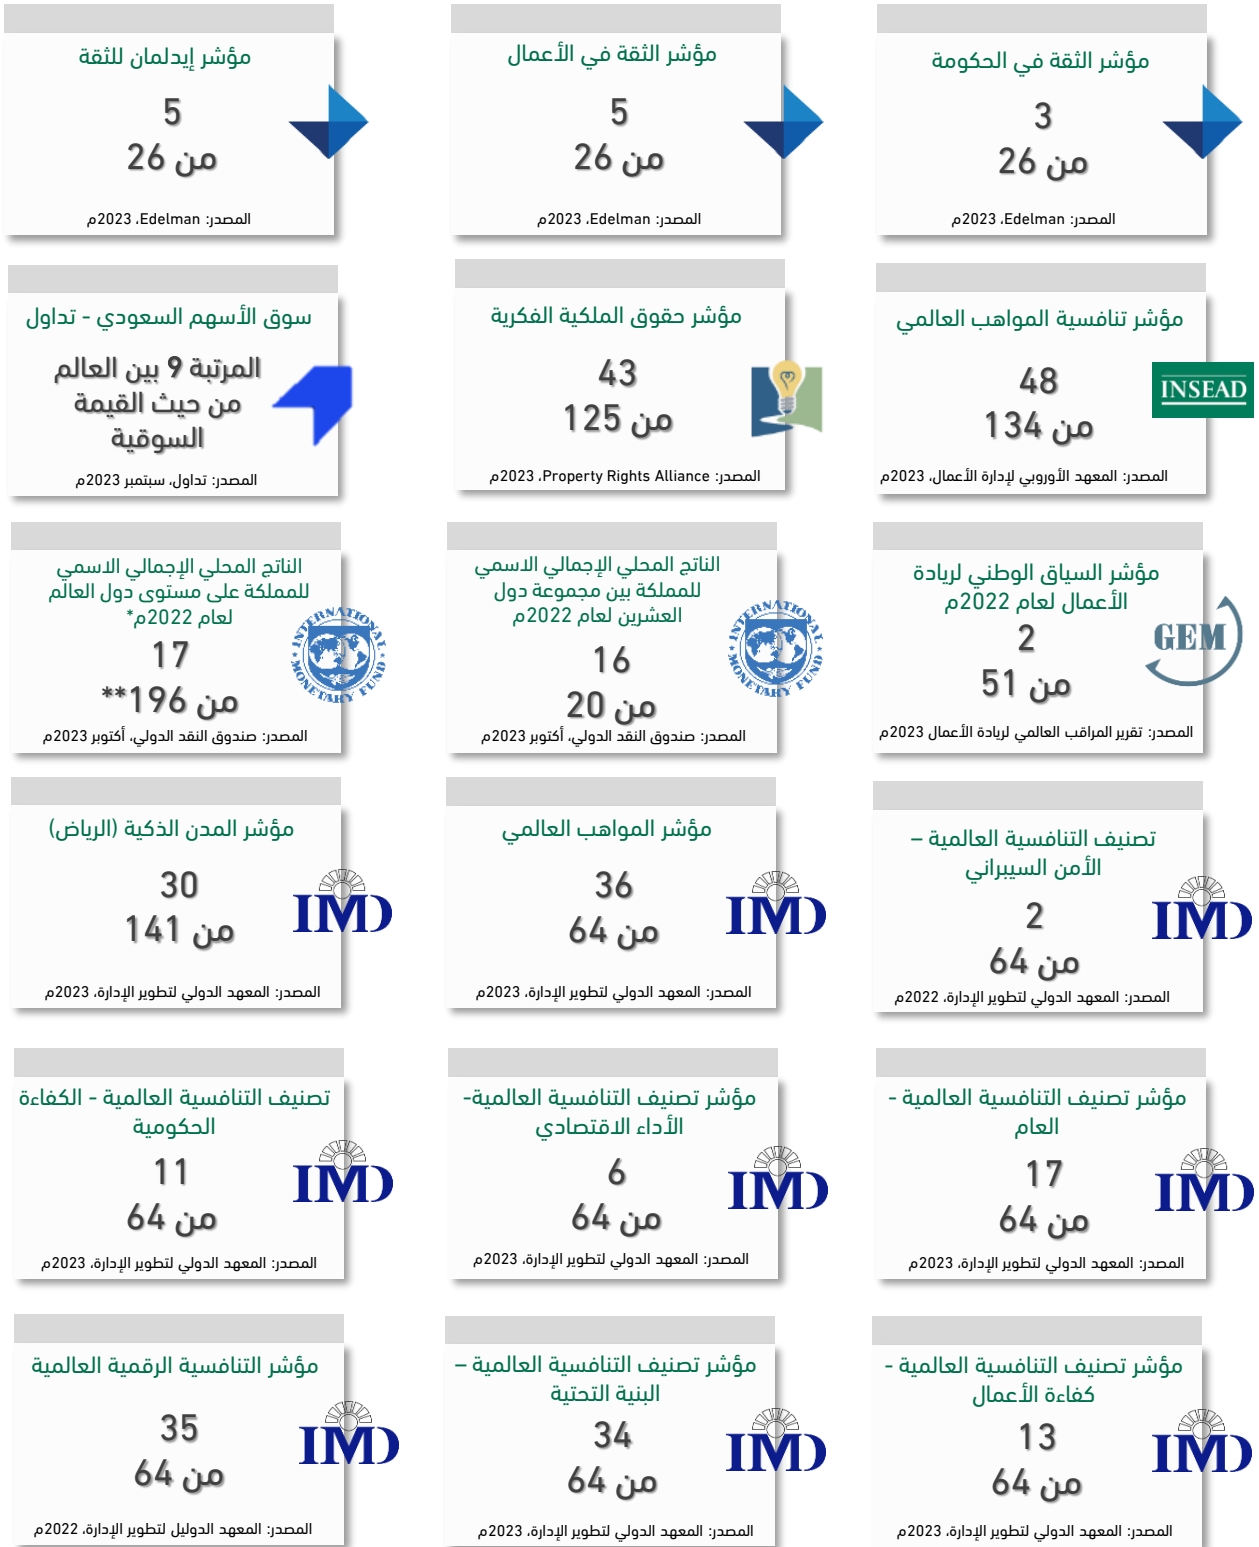 مؤشر الثقة في الحكومة
3
من 26
المصدر: Edelman، 2023م
مؤشر الثقة في الأعمال
5
من 26
المصدر: Edelman، 2023م
مؤشر إيدلمان للثقة
5
من 26
المصدر: Edelman، 2023م
مؤشر تنافسية المواهب العالمي
48
من 134
INSEAD
المصدر: المعهد الأوروبي لإدارة الأعمال، 2023م
مؤشر حقوق الملكية الفكرية
43
من 125
المصدر: Property Rights Alliance، 2023م
سوق الأسهم السعودي - تداول
المرتبة 9 بين العالم
من حيث القيمة
السوقية
المصدر: تداول، سبتمبر 2023م
مؤشر السياق الوطني لريادة
الأعمال لعام 2022م
2
من 51
GEM
المصدر: تقرير المراقب العالمي لريادة الأعمال 2023م
الناتج المحلي الإجمالي الاسمي
للمملكة بين مجموعة دول
العشرين لعام 2022م
16
من 20
INTERNATIONAL MONETARY FUND
المصدر: صندوق النقد الدولي، أكتوبر 2023م
الناتج المحلي الإجمالي الاسمي
للمملكة على مستوى دول العالم
لعام 2022م*
17
من 196**
INTERNATIONAL MONETARY FUND
المصدر: صندوق النقد الدولي، أكتوبر 2023م
تصنيف التنافسية العالمية –
الأمن السيبراني
2
من 64
IMD
المصدر: المعهد الدولي لتطوير الإدارة، 2022م
مؤشر المواهب العالمي
36
من 64
IMD
المصدر: المعهد الدولي لتطوير الإدارة، 2023م
مؤشر المدن الذكية (الرياض)
30
من 141
IMD
المصدر: المعهد الدولي لتطوير الإدارة، 2023م
مؤشر تصنيف التنافسية العالمية -
العام
17
من 64
IMD
المصدر: المعهد الدولي لتطوير الإدارة، 2023م
مؤشر تصنيف التنافسية العالمية-
الأداء الاقتصادي
6
من 64
IMD
المصدر: المعهد الدولي لتطوير الإدارة، 2023م
تصنيف التنافسية العالمية - الكفاءة
الحكومية
11
من 64
IMD
المصدر: المعهد الدولي لتطوير الإدارة، 2023م
مؤشر تصنيف التنافسية العالمية -
كفاءة الأعمال
13
من 64
IMD
المصدر: المعهد الدولي لتطوير الإدارة، 2023م
مؤشر تصنيف التنافسية العالمية –
البنية التحتية
34
من 64
IMD
المصدر: المعهد الدولي لتطوير الإدارة، 2023م
مؤشر التنافسية الرقمية العالمية
35
من 64
IMD
المصدر: المعهد الدوليل لتطوير الإدارة، 2022م